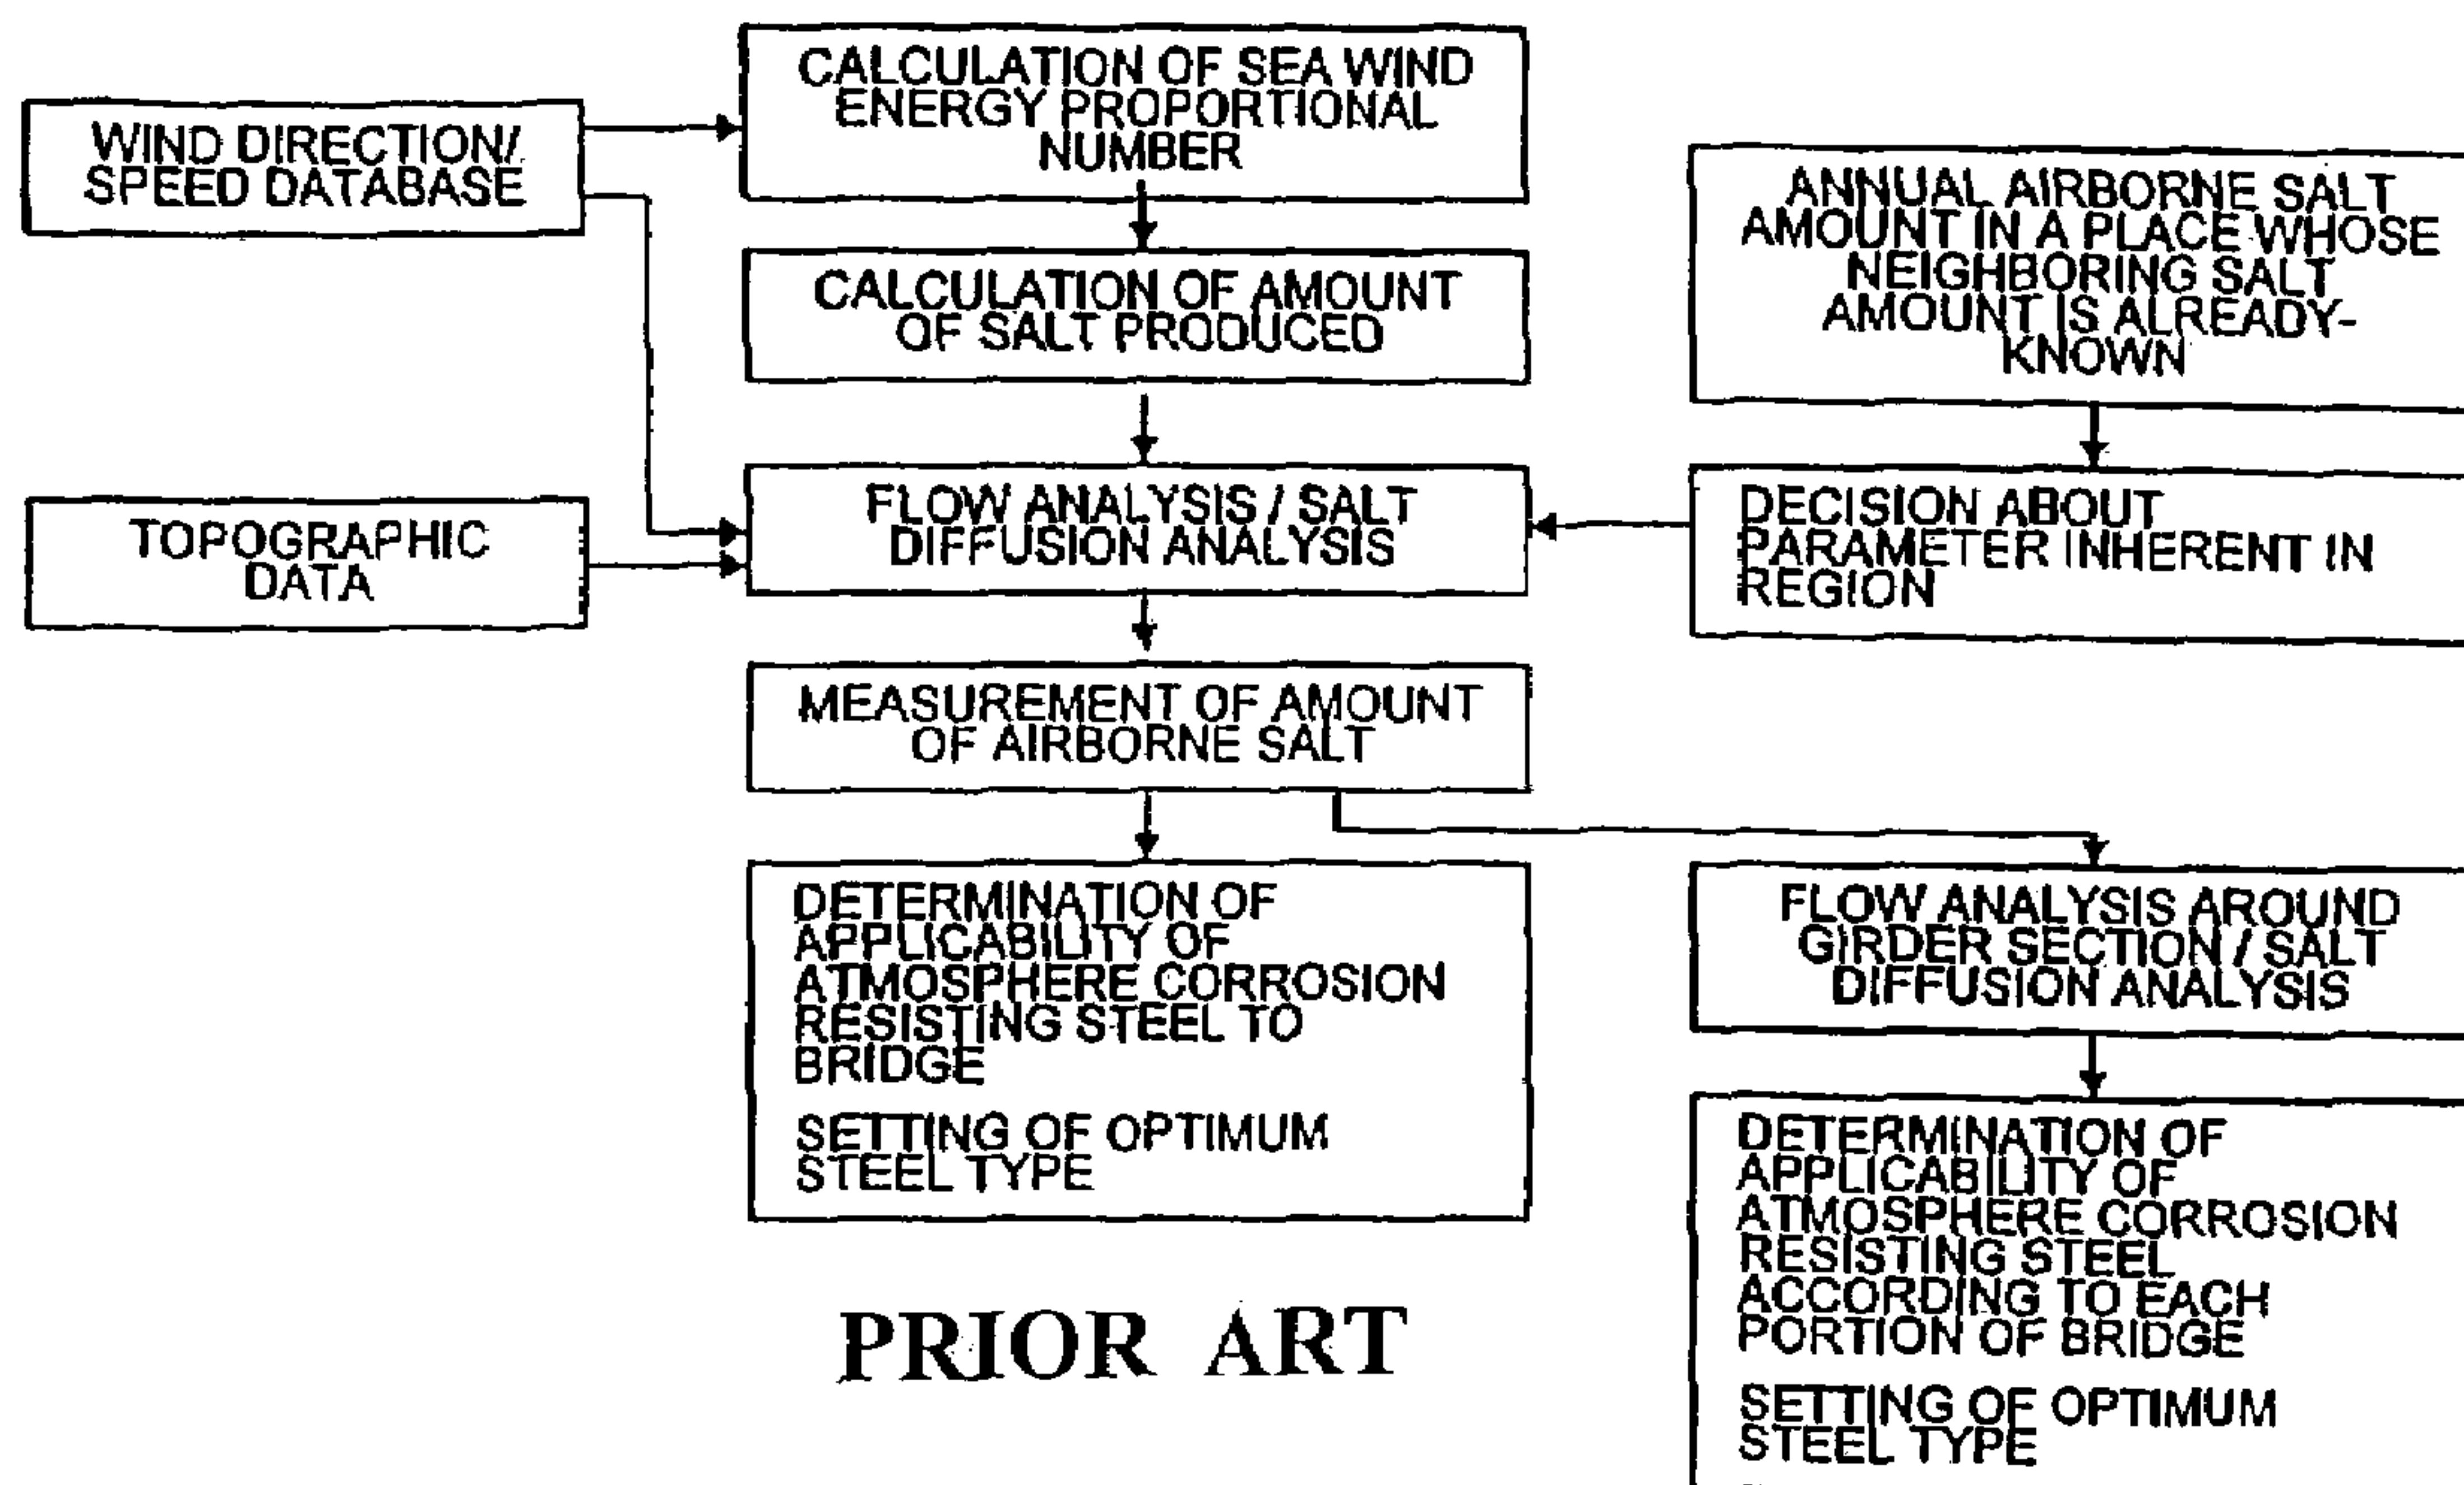 CALCULATION OF SEA WIND
ENERGY PROPORTIONAL
NUMBER
WIND DIRECTION/
SPEED DATABASE
ANNUAL AIRBORNE SALT
AMOUNT IN A PLACE WHOSE
NEIGHBORING SALT
AMOUNT IS ALREADY-
KNOWN
CALCULATION OF AMOUNT
OF SALT PRODUCED
TOPOGRAPHIC
DATA
FLOW ANALYSIS / SALT
DIFFUSION ANALYSIS
DECISION ABOUT
PARAMETER INHERENT IN
REGION
MEASUREMENT OF AMOUNT
OF AIRBORNE SALT
DETERMINATION OF
APPLICABILITY OF
ATMOSPHERE CORROSION
RESISTING STEEL TO
BRIDGE
SETTING OF OPTIMUM
STEEL TYPE
FLOW ANALYSIS AROUND
GIRDER SECTION / SALT
DIFFUSION ANALYSIS
DETERMINATION OF
APPLICABILITY OF
ATMOSPHERE CORROSION
RESISTING STEEL
ACCORDING TO EACH
PORTION OF BRIDGE
SETTING OF OPTIMUM
STEEL TYPE
PRIOR ART